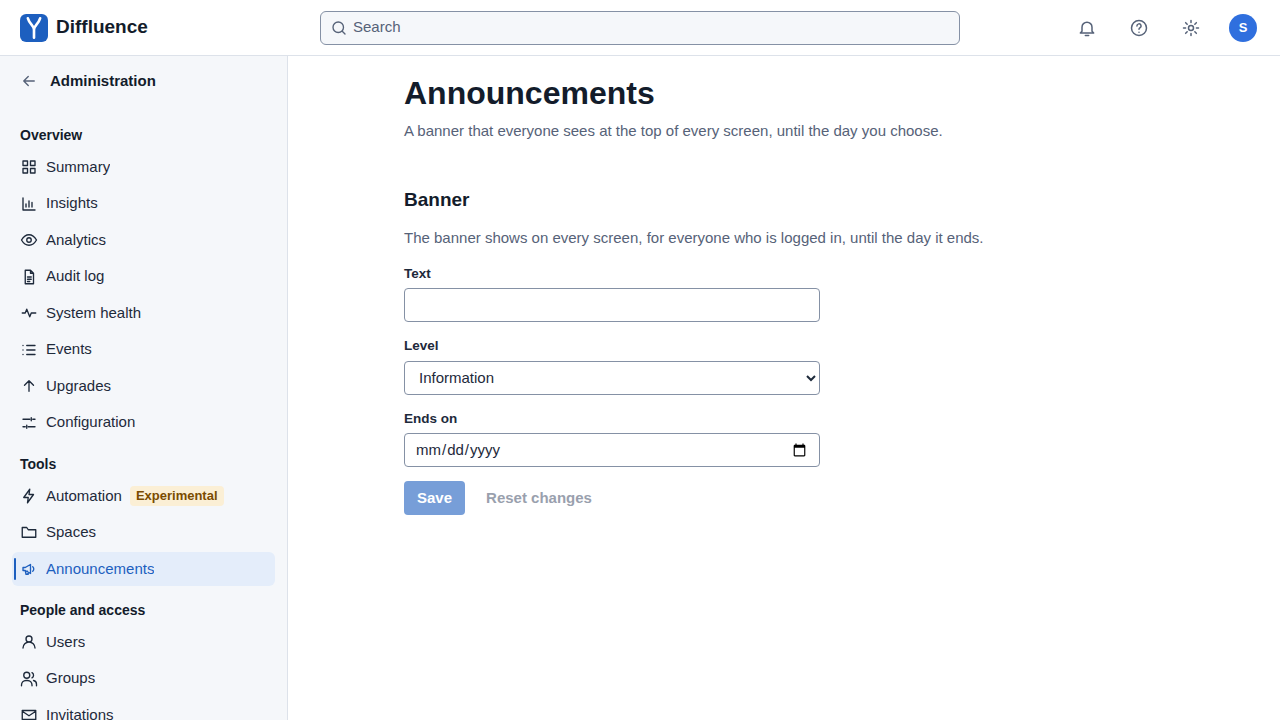 Diffluence
Search
S
Administration
Overview
Summary
Insights
Analytics
Audit log
System health
Events
Upgrades
Configuration
Tools
Automation Experimental
Spaces
Announcements
People and access
Users
Groups
Invitations
Announcements
A banner that everyone sees at the top of every screen, until the day you choose.
Banner
The banner shows on every screen, for everyone who is logged in, until the day it ends.
Text
Level
Information
Ends on
mm/dd/yyyy
Save Reset changes